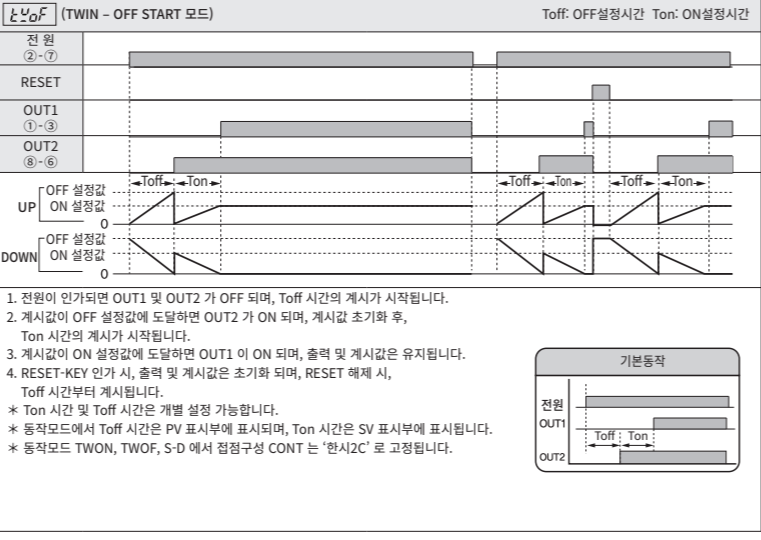 twoF (TWIN – OFF START 모드) Toff: OFF설정시간 Ton: ON설정시간
전 원
②-⑦
RESET
OUT1
①-③
OUT2
⑧-⑥
Toff Ton Toff Ton Toff Ton
UP
OFF 설정값
ON 설정값
0
DOWN
OFF 설정값
ON 설정값
0
1. 전원이 인가되면 OUT1 및 OUT2 가 OFF 되며, Toff 시간의 계시가 시작됩니다.
2. 계시값이 OFF 설정값에 도달하면 OUT2 가 ON 되며, 계시값 초기화 후,
Ton 시간의 계시가 시작됩니다.
3. 계시값이 ON 설정값에 도달하면 OUT1 이 ON 되며, 출력 및 계시값은 유지됩니다.
4. RESET-KEY 인가 시, 출력 및 계시값은 초기화 되며, RESET 해제 시,
Toff 시간부터 계시됩니다.
＊ Ton 시간 및 Toff 시간은 개별 설정 가능합니다.
＊ 동작모드에서 Toff 시간은 PV 표시부에 표시되며, Ton 시간은 SV 표시부에 표시됩니다.
＊ 동작모드 TWON, TWOF, S-D 에서 접점구성 CONT 는 ‘한시2C’ 로 고정됩니다.
기본동작
전원
OUT1
Toff Ton
OUT2